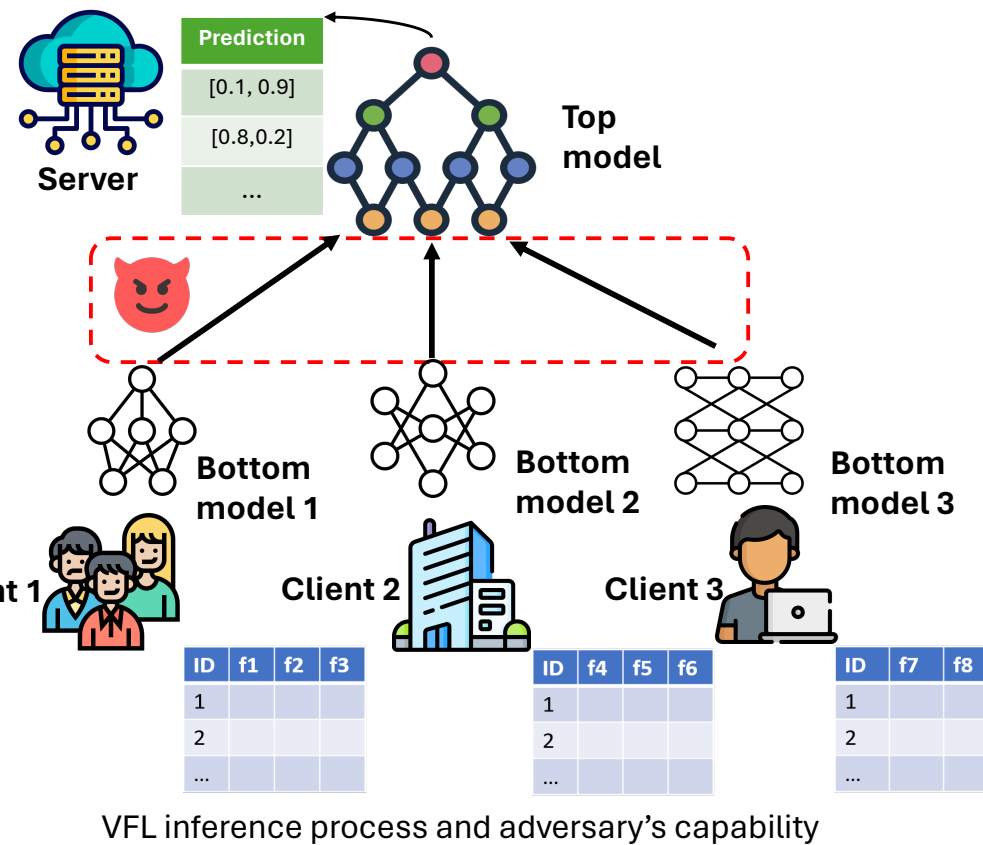 Prediction
[0.1, 0.9]
[0.8,0.2]
...
Server
Top
model
Bottom
model 1
Bottom
model 2
Bottom
model 3
nt 1
Client 2
Client 3
ID f1 f2 f3
1
2
...
ID f4 f5 f6
1
2
...
ID f7 f8
1
2
...
VFL inference process and adversary's capability